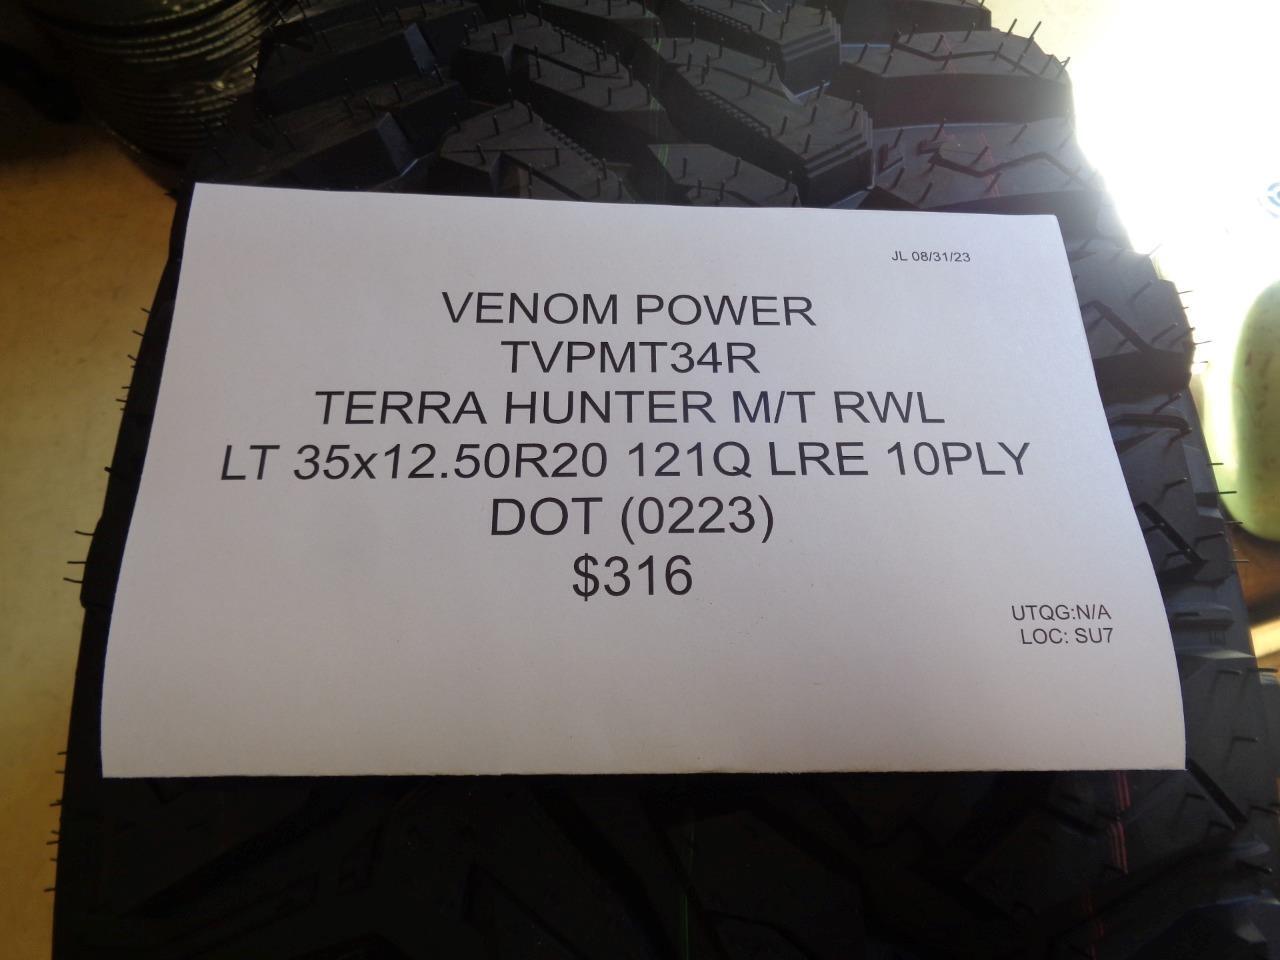 JL 08/31/23
VENOM POWER
TVPMT34R
TERRA HUNTER M/T RWL
LT 35x12.50R20 121Q LRE 10PLY
DOT (0223)
$316
UTQG:N/A
LOC: SU7